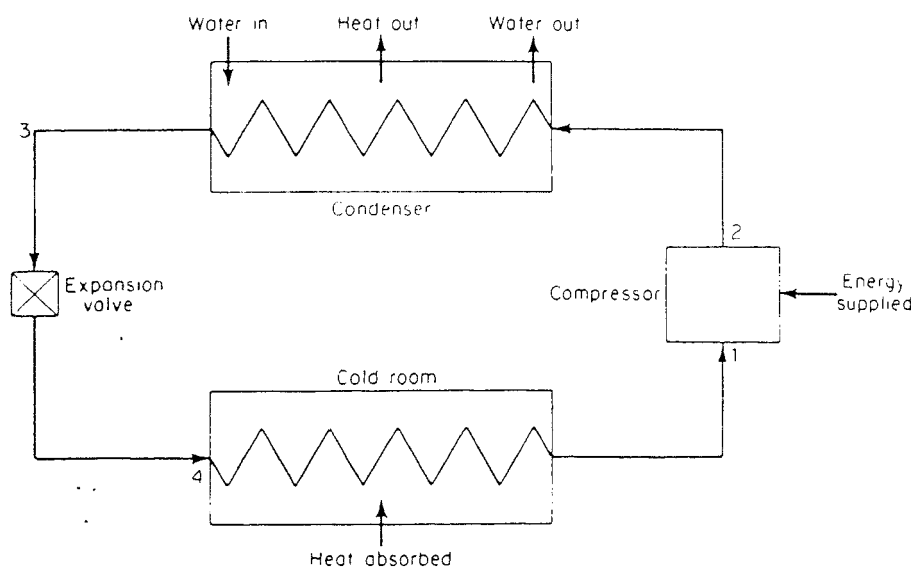 Water in
Heat out
Water out
3
Condenser
2
Expansion
valve
Compressor
Energy
supplied
1
Cold room
4
Heat absorbed